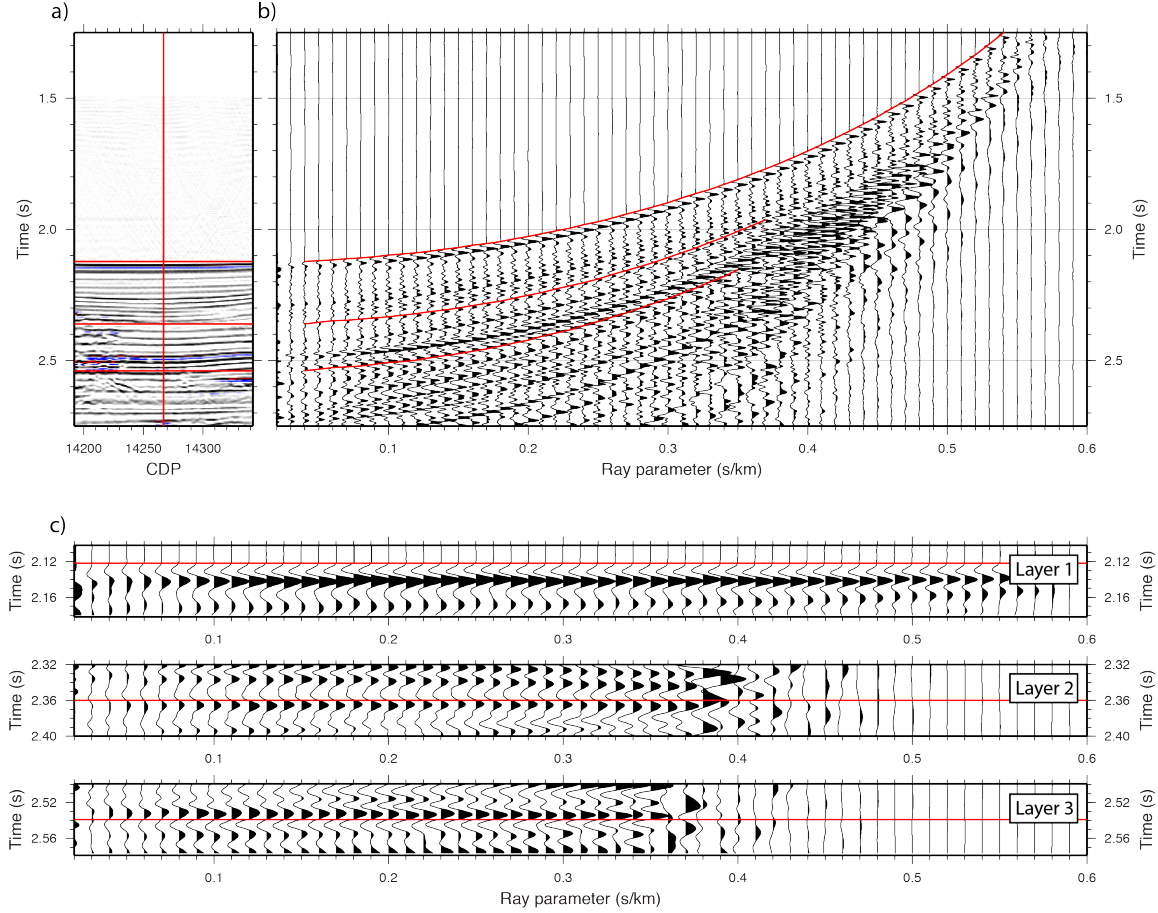 a)
b)
1.5
2.0
2.5
Time (s)
14200 14250 14300
CDP
0.1 0.2 0.3 0.4 0.5 0.6
Ray parameter (s/km)
1.5
2.0
2.5
Time (s)
c)
Time (s)
2.12
2.16
Layer 1
2.12
2.16
Time (s)
0.1 0.2 0.3 0.4 0.5 0.6
Time (s)
2.32
2.36
2.40
Layer 2
2.32
2.36
2.40
Time (s)
0.1 0.2 0.3 0.4 0.5 0.6
Time (s)
2.52
2.56
Layer 3
2.52
2.56
Time (s)
0.1 0.2 0.3 0.4 0.5 0.6
Ray parameter (s/km)